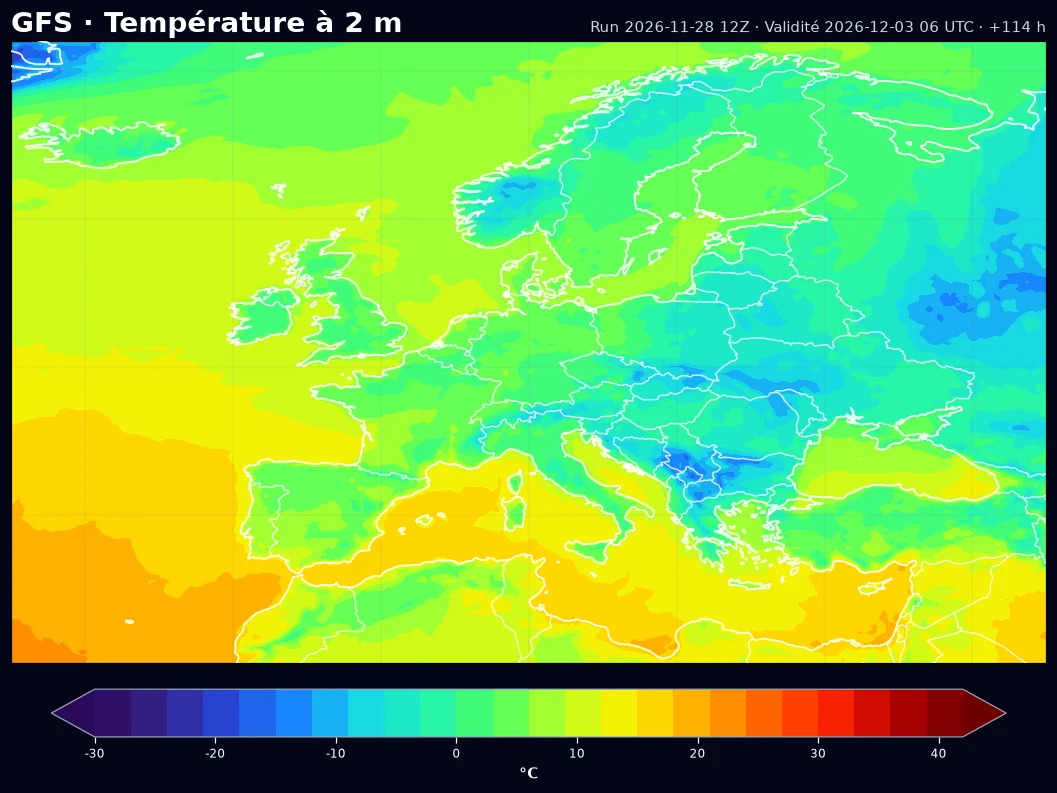 GFS · Température à 2 m
Run 2026-11-28 12Z · Validité 2026-12-03 06 UTC · +114 h
-30 -20 -10 0 10 20 30 40
°C